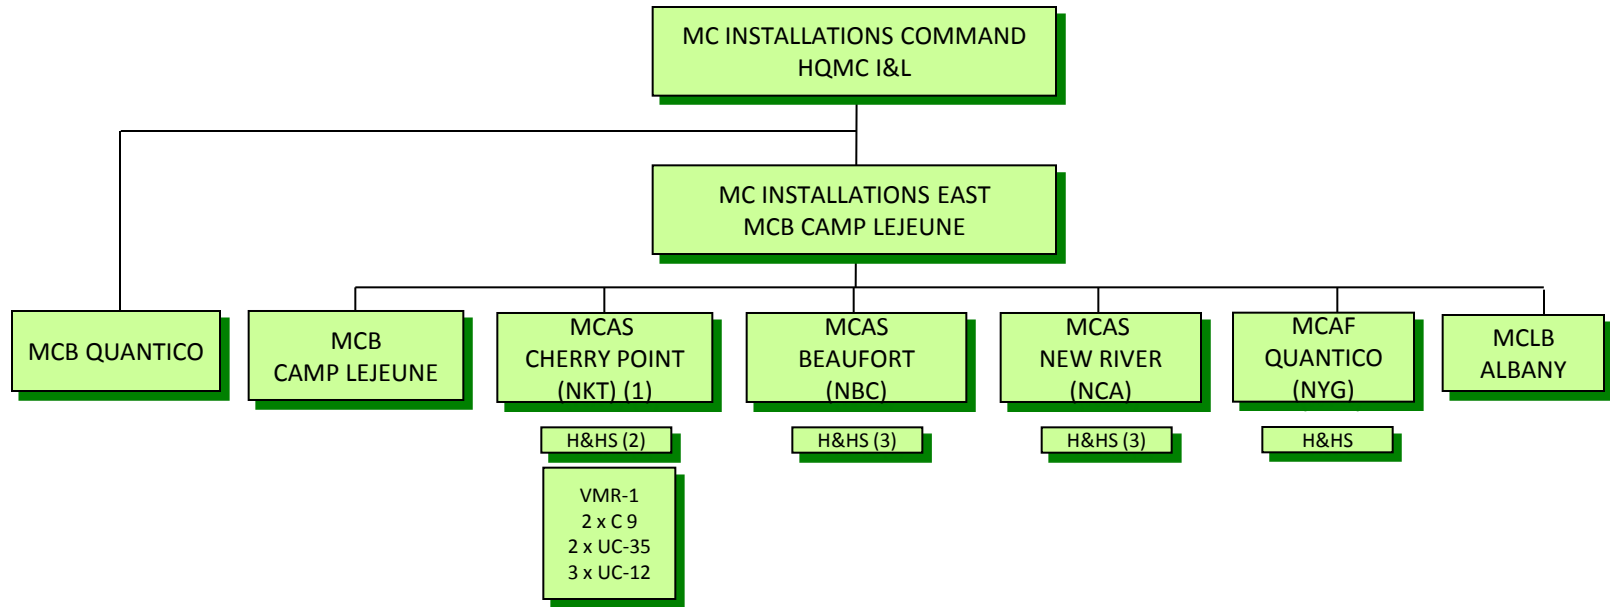 MC INSTALLATIONS COMMAND
HQMC I&L
MC INSTALLATIONS EAST
MCB CAMP LEJEUNE
MCB QUANTICO
MCB
CAMP LEJEUNE
MCAS
CHERRY POINT
(NKT) (1)
MCAS
BEAUFORT
(NBC)
MCAS
NEW RIVER
(NCA)
MCAF
QUANTICO
(NYG)
MCLB
ALBANY
H&HS (2)
H&HS (3)
H&HS (3)
H&HS
VMR-1
2 x C 9
2 x UC-35
3 x UC-12